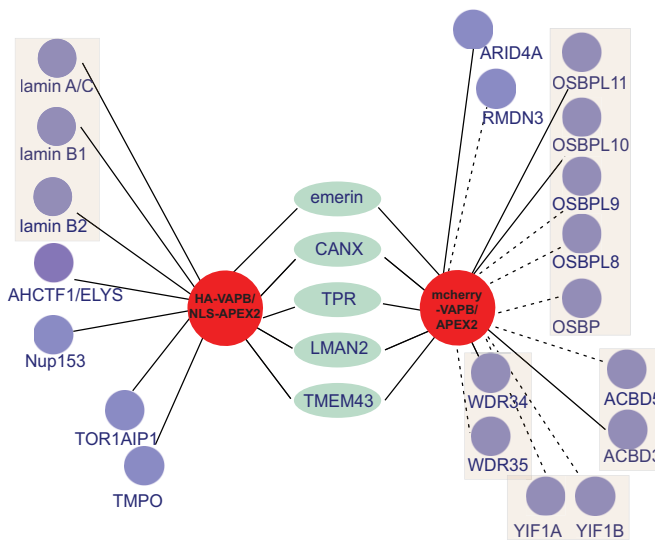 ARID4A
RMDN3
lamin A/C
lamin B1
lamin B2
AHCTF1/ELYS
Nup153
TOR1AIP1
TMPO
HA-VAPB/
NLS-APEX2
emerin
CANX
TPR
LMAN2
TMEM43
mcherry
-VAPB/
APEX2
OSBPL11
OSBPL10
OSBPL9
OSBPL8
OSBP
WDR34
WDR35
ACBD5
ACBD3
YIF1A
YIF1B